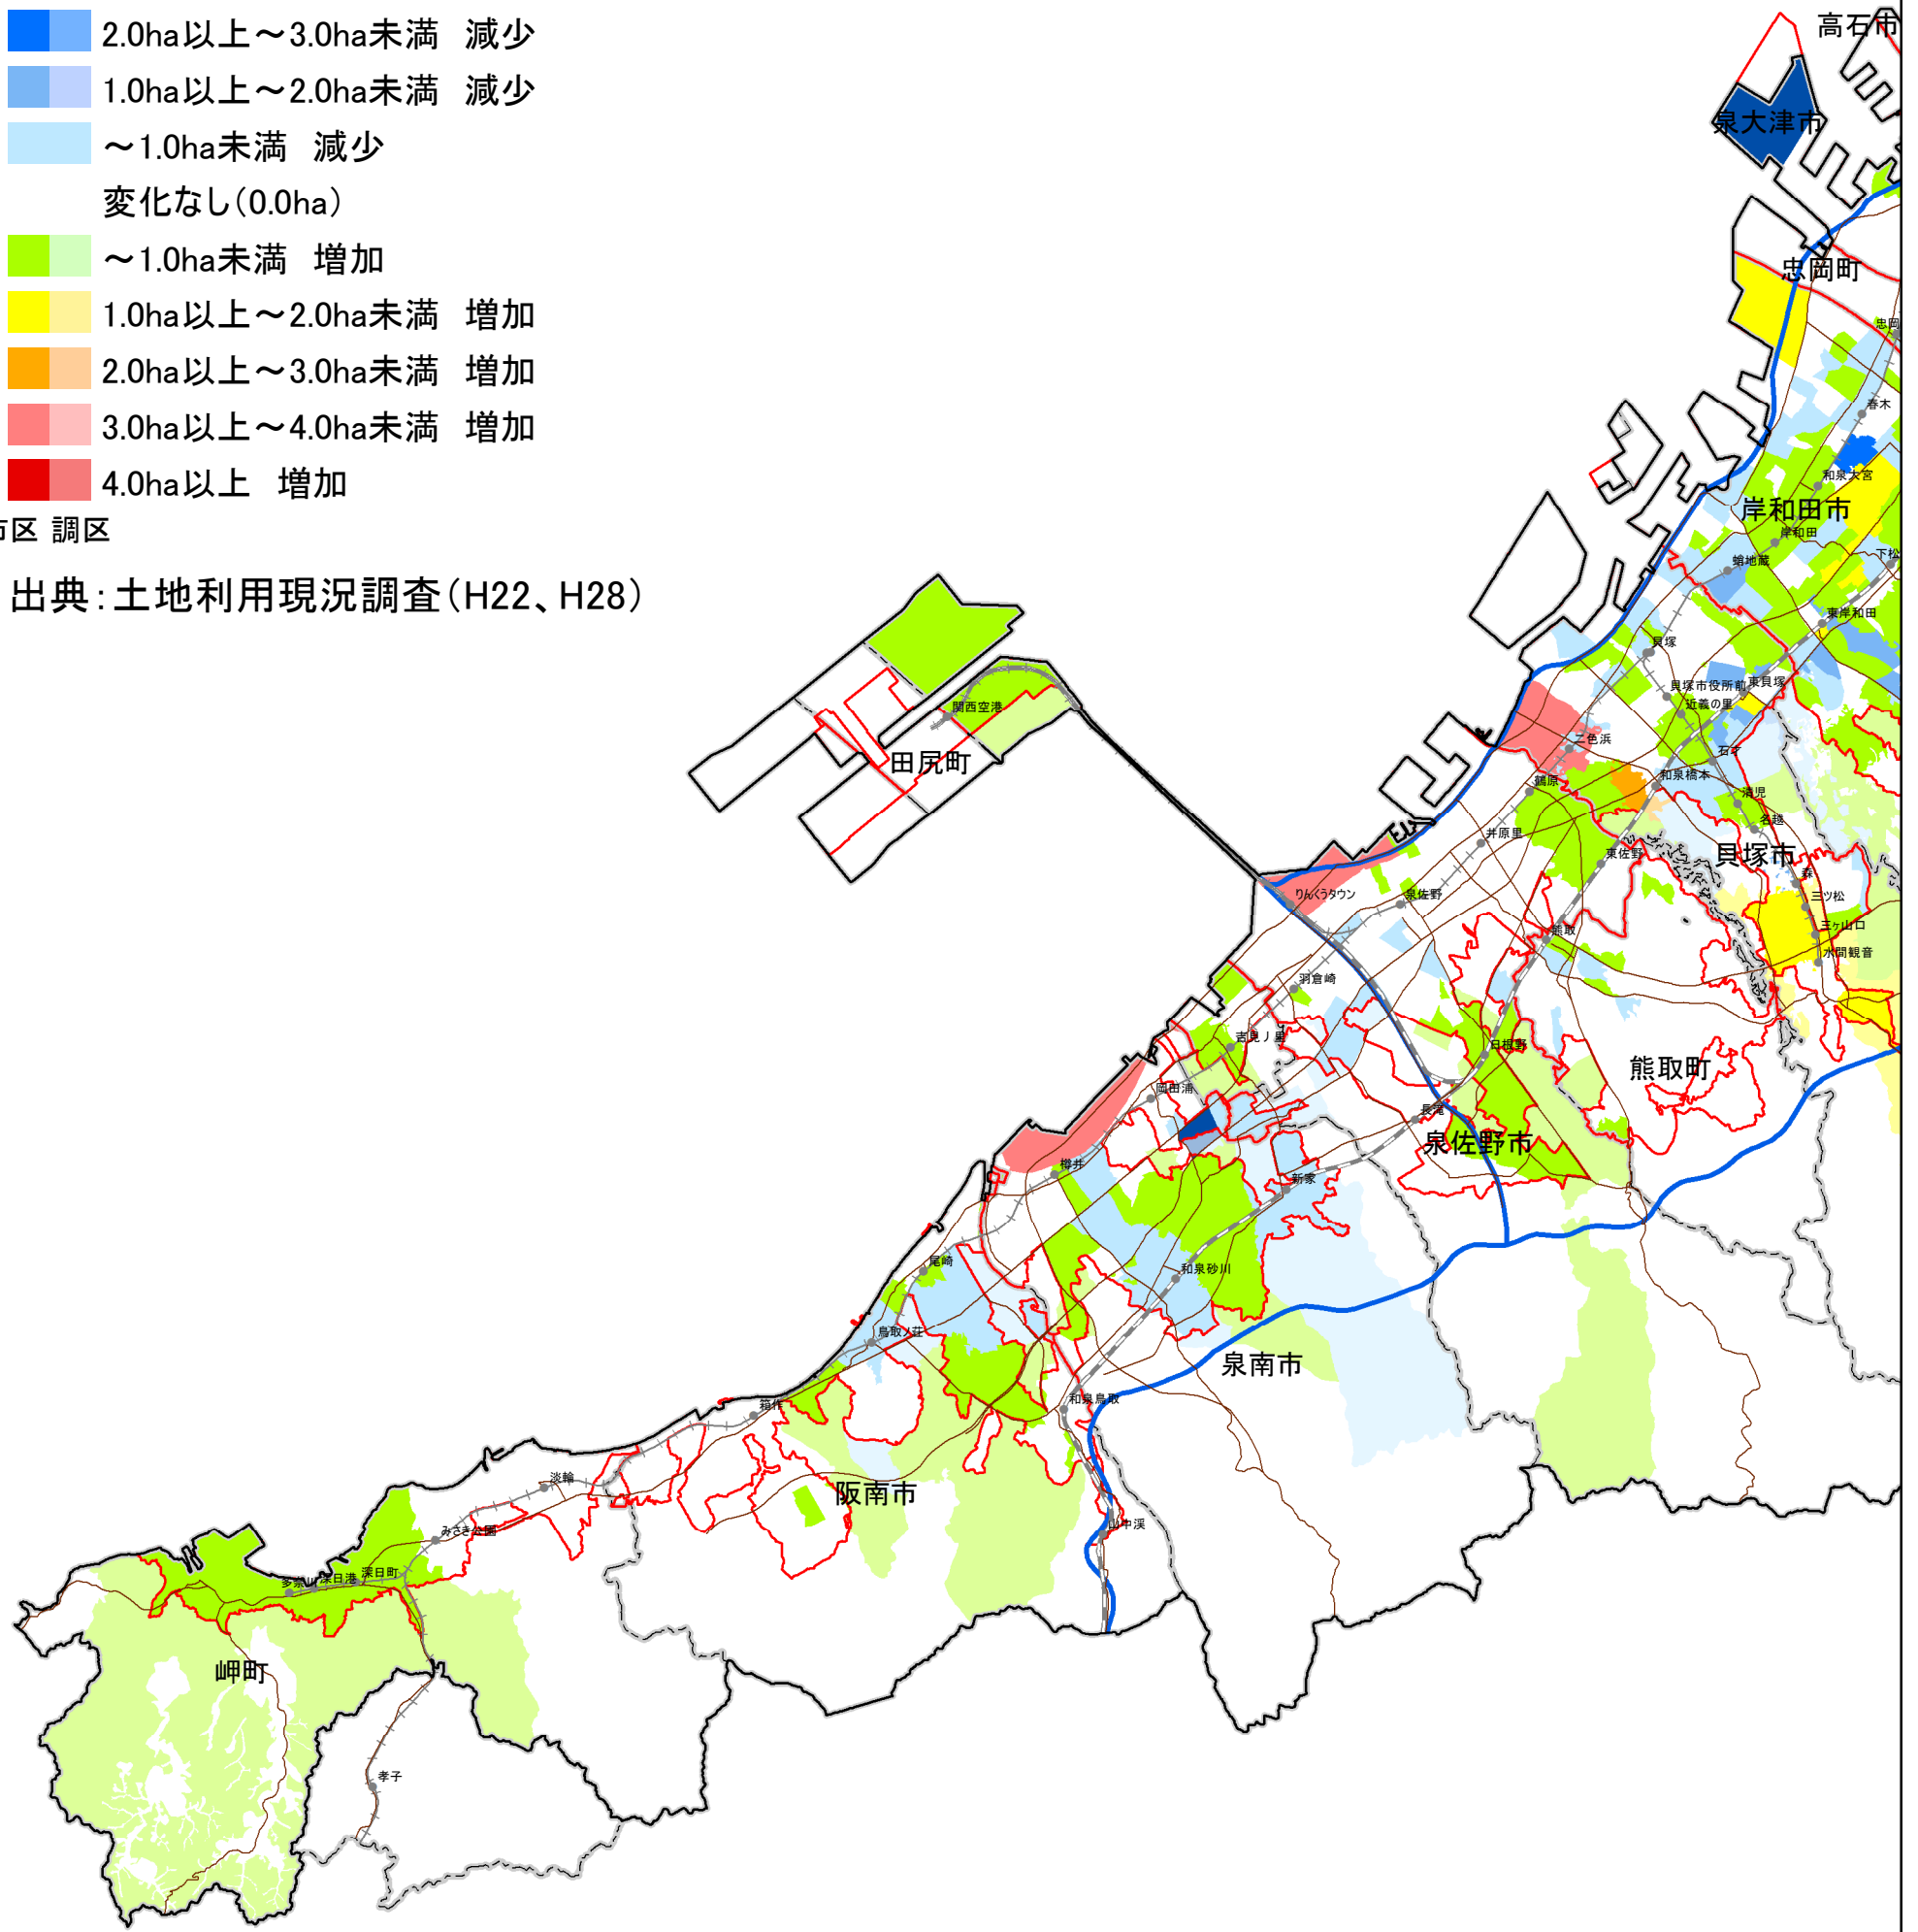 2.0ha以上～3.0ha未満 減少
1.0ha以上～2.0ha未満 減少
～1.0ha未満 減少
変化なし（0.0ha）
～1.0ha未満 増加
1.0ha以上～2.0ha未満 増加
2.0ha以上～3.0ha未満 増加
3.0ha以上～4.0ha未満 増加
4.0ha以上 増加
市区 調区
出典：土地利用現況調査（H22、H28）
高石市
泉大津市
忠岡町
忠岡
春木
和泉大宮
岸和田市
岸和田
下松
蛸地蔵
東岸和田
貝塚
貝塚市役所前
東貝塚
近義の里
関西空港
田尻町
二色浜
石才
和泉橋本
鶴原
清児
名越
井原里
東佐野
貝塚市
森
りんくうタウン
泉佐野
三ツ松
三ヶ山口
熊取
水間観音
羽倉崎
吉見ノ里
日根野
熊取町
岡田浦
長滝
泉佐野市
樽井
新家
尾崎
和泉砂川
鳥取ノ荘
泉南市
和泉鳥取
箱作
淡輪
阪南市
山中渓
みさき公園
多奈川
深日港
深日町
岬町
孝子